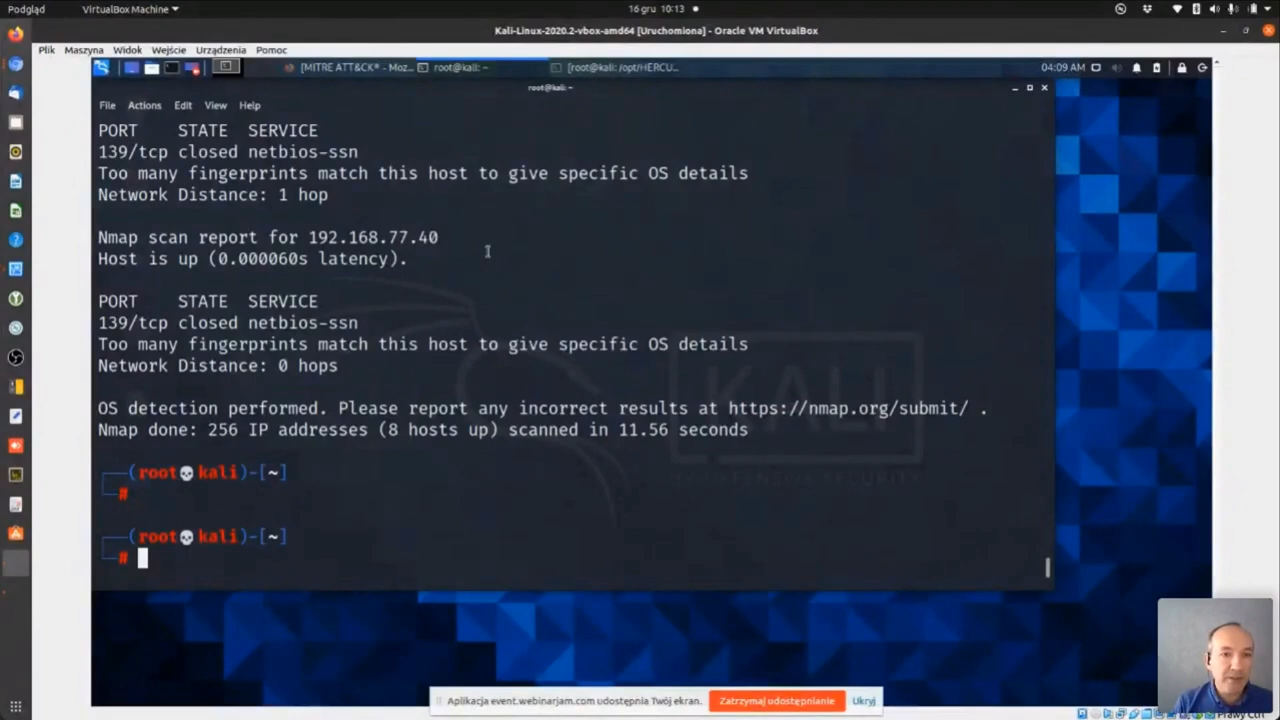 Podgląd
VirtualBox Machine
16 gru 10:13
Kali-Linux-2020.2-vbox-amd64 [Uruchomiona] - Oracle VM VirtualBox
Plik Maszyna Widok Wejście Urządzenia Pomoc
[MITRE ATT&CK® - Moz... root@kali: ~ [root@kali: /opt/HERCU... 04:09 AM
root@kali: ~
File Actions Edit View Help
PORT STATE SERVICE
139/tcp closed netbios-ssn
Too many fingerprints match this host to give specific OS details
Network Distance: 1 hop
Nmap scan report for 192.168.77.40
Host is up (0.000060s latency).
PORT STATE SERVICE
139/tcp closed netbios-ssn
Too many fingerprints match this host to give specific OS details
Network Distance: 0 hops
OS detection performed. Please report any incorrect results at https://nmap.org/submit/ .
Nmap done: 256 IP addresses (8 hosts up) scanned in 11.56 seconds
(root💀kali)-[~]
#
(root💀kali)-[~]
#
KALI
Aplikacja event.webinarjam.com udostępnia Twój ekran. Zatrzymaj udostępnianie Ukryj
Prawy Ctrl